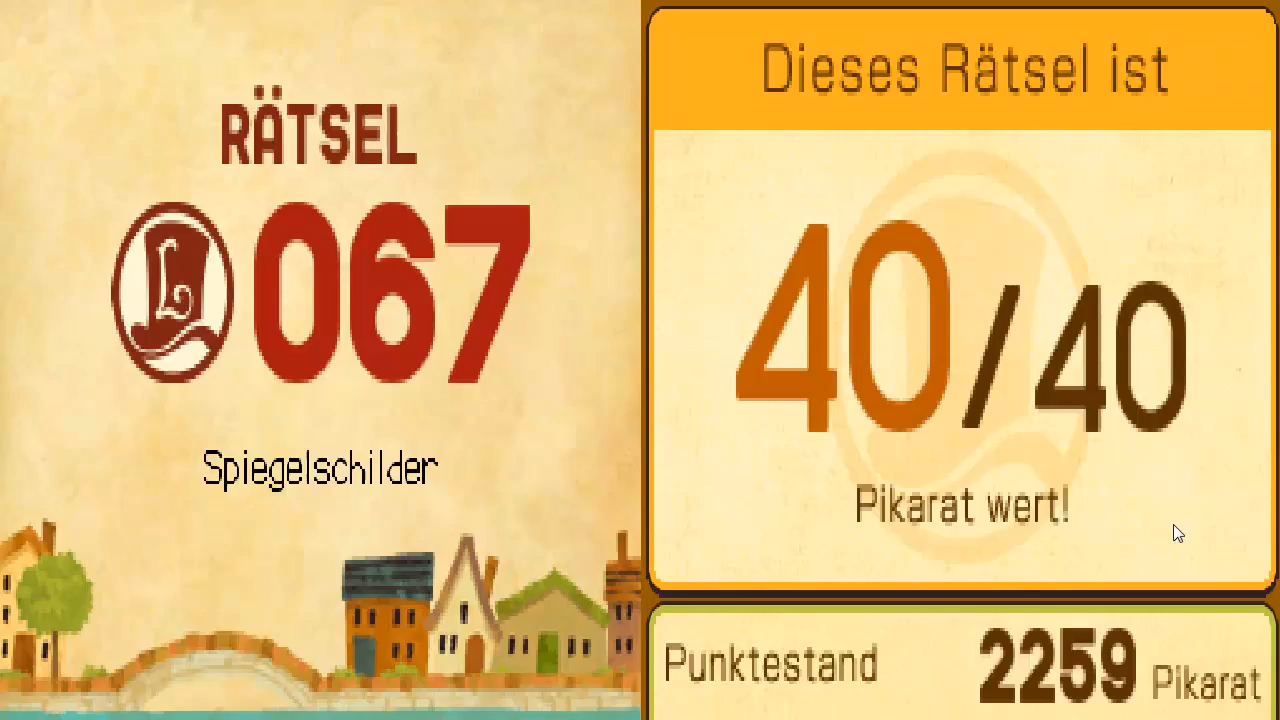 RÄTSEL
067
Spiegelschilder
Dieses Rätsel ist
40/40
Pikarat wert!
Punktestand 2259 Pikarat